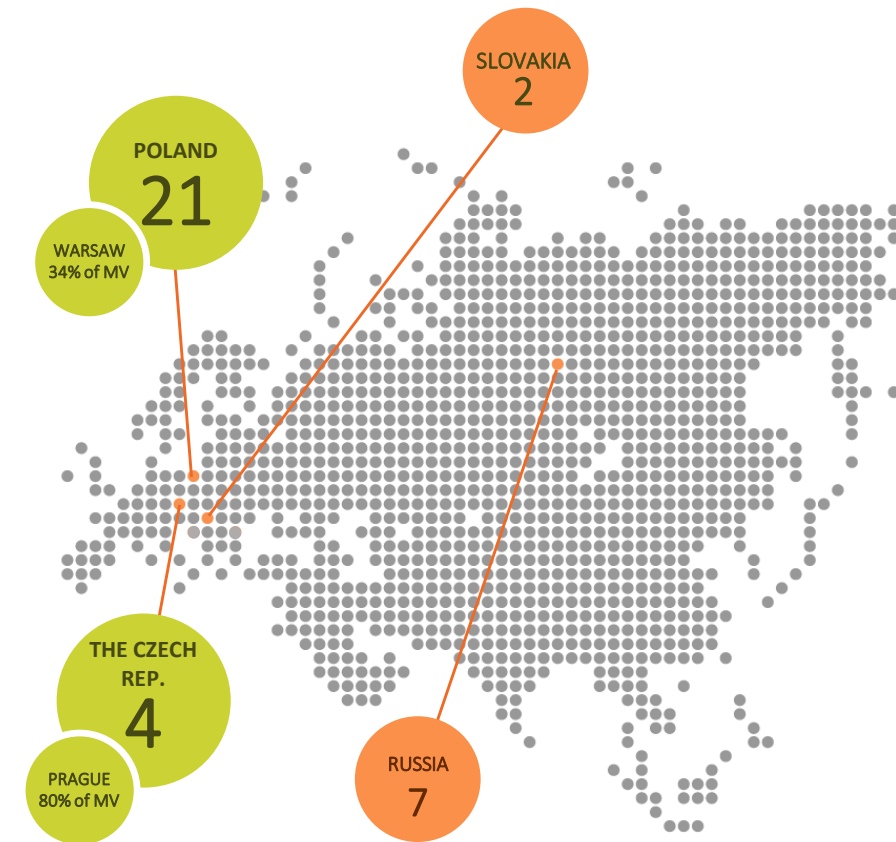 SLOVAKIA
2
POLAND
21
WARSAW
34% of MV
THE CZECH
REP.
4
PRAGUE
80% of MV
RUSSIA
7